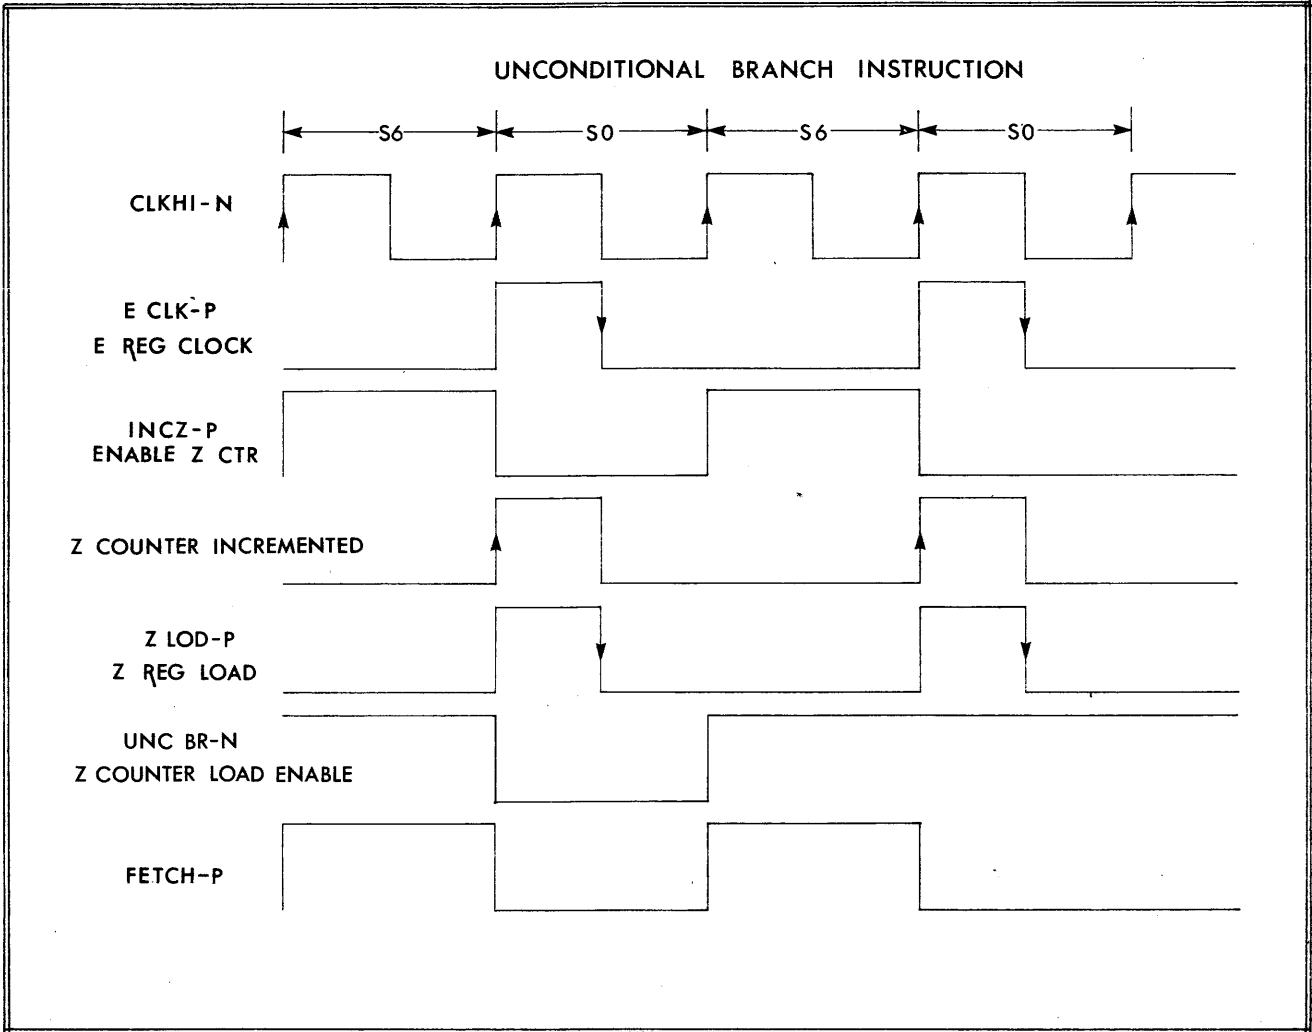 UNCONDITIONAL BRANCH INSTRUCTION
S6 S0 S6 S0
CLKHI-N
E CLK-P
E REG CLOCK
INCZ-P
ENABLE Z CTR
Z COUNTER INCREMENTED
Z LOD-P
Z REG LOAD
UNC BR-N
Z COUNTER LOAD ENABLE
FETCH-P